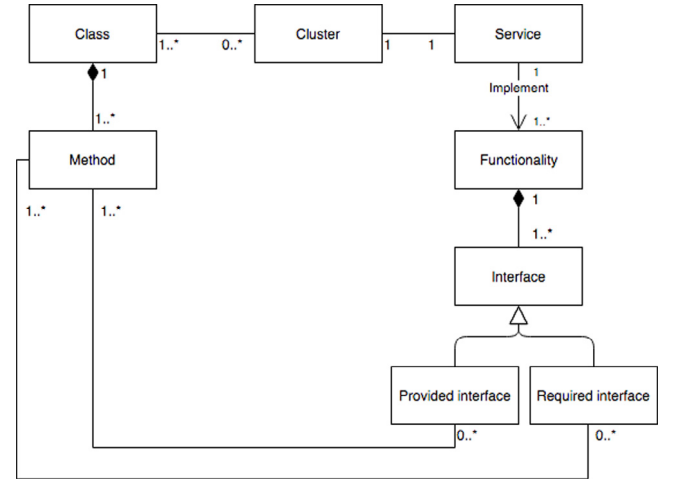 Class
Cluster
Service
1..*
0..*
1
1
1
1
Implement
1..*
1..*
Method
Functionality
1..*
1..*
1
1..*
Interface
Provided interface
Required interface
0..*
0..*